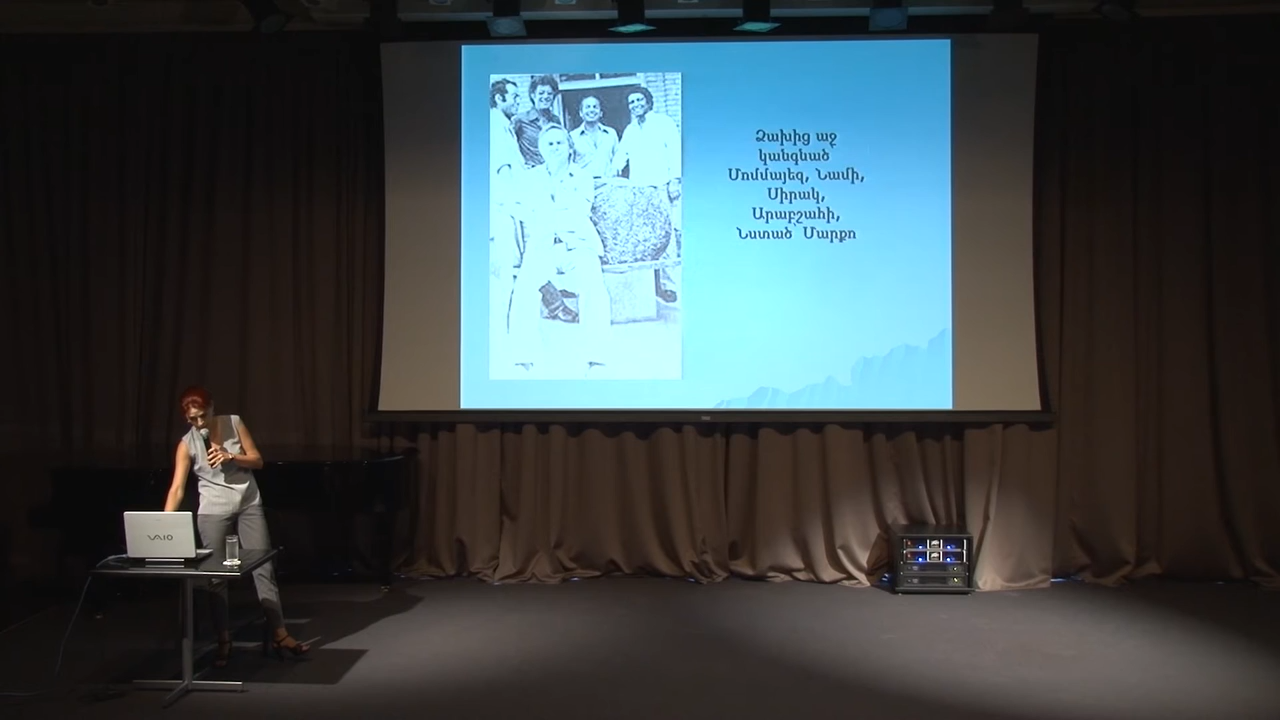 Ձախից աջ
կանգնած
Մոմմայեզ, Նամի,
Սիրակ,
Արաբշահի,
Նստած Մարքո
VAIO